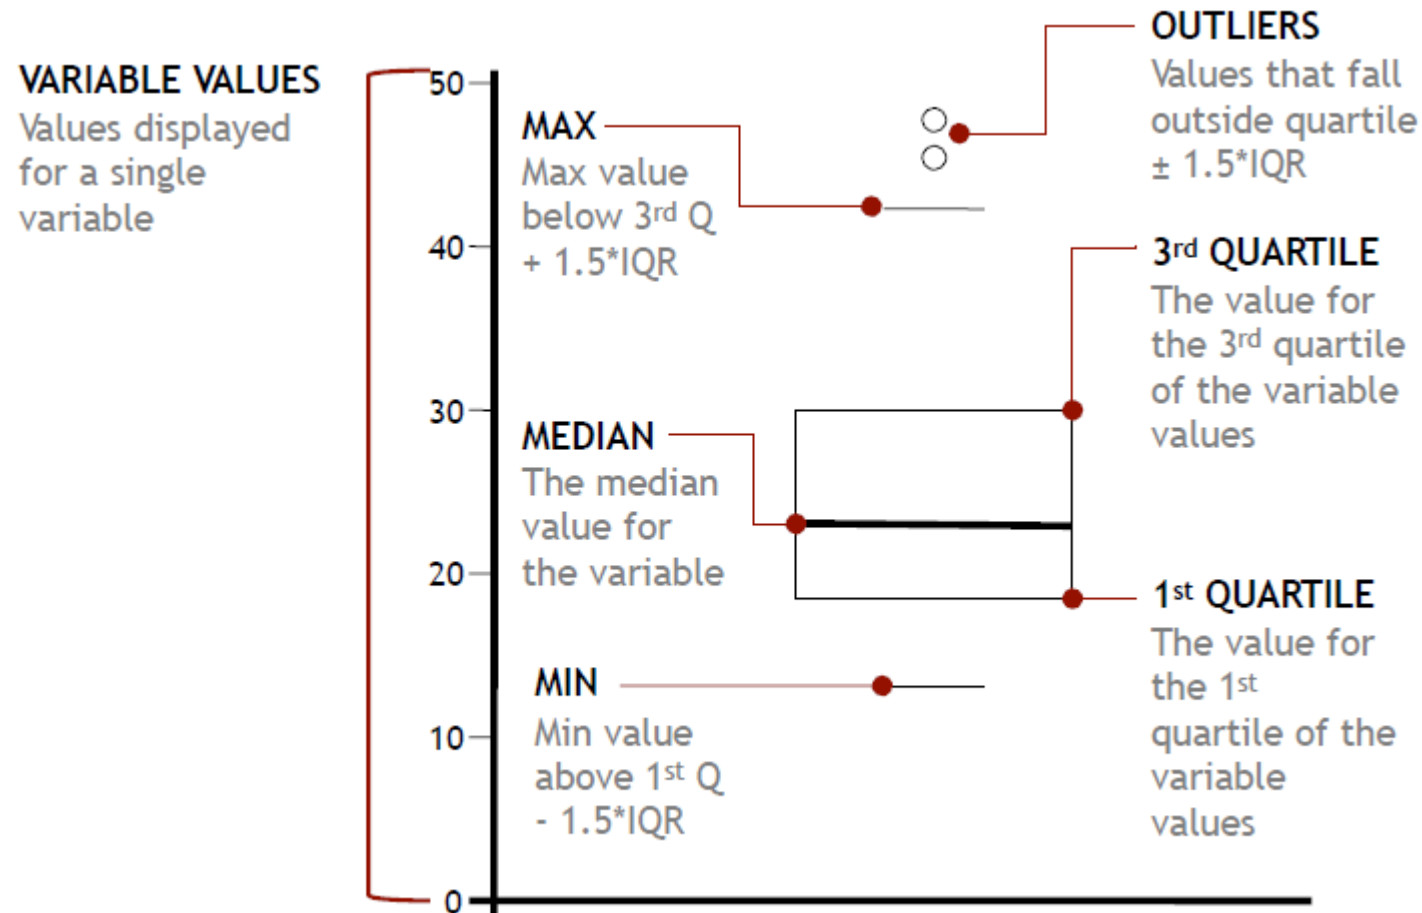 VARIABLE VALUES
Values displayed
for a single
variable
50
40
30
20
10
0
MAX
Max value
below 3rd Q
+ 1.5*IQR
MEDIAN
The median
value for
the variable
MIN
Min value
above 1st Q
- 1.5*IQR
OUTLIERS
Values that fall
outside quartile
± 1.5*IQR
3rd QUARTILE
The value for
the 3rd quartile
of the variable
values
1st QUARTILE
The value for
the 1st
quartile of the
variable
values